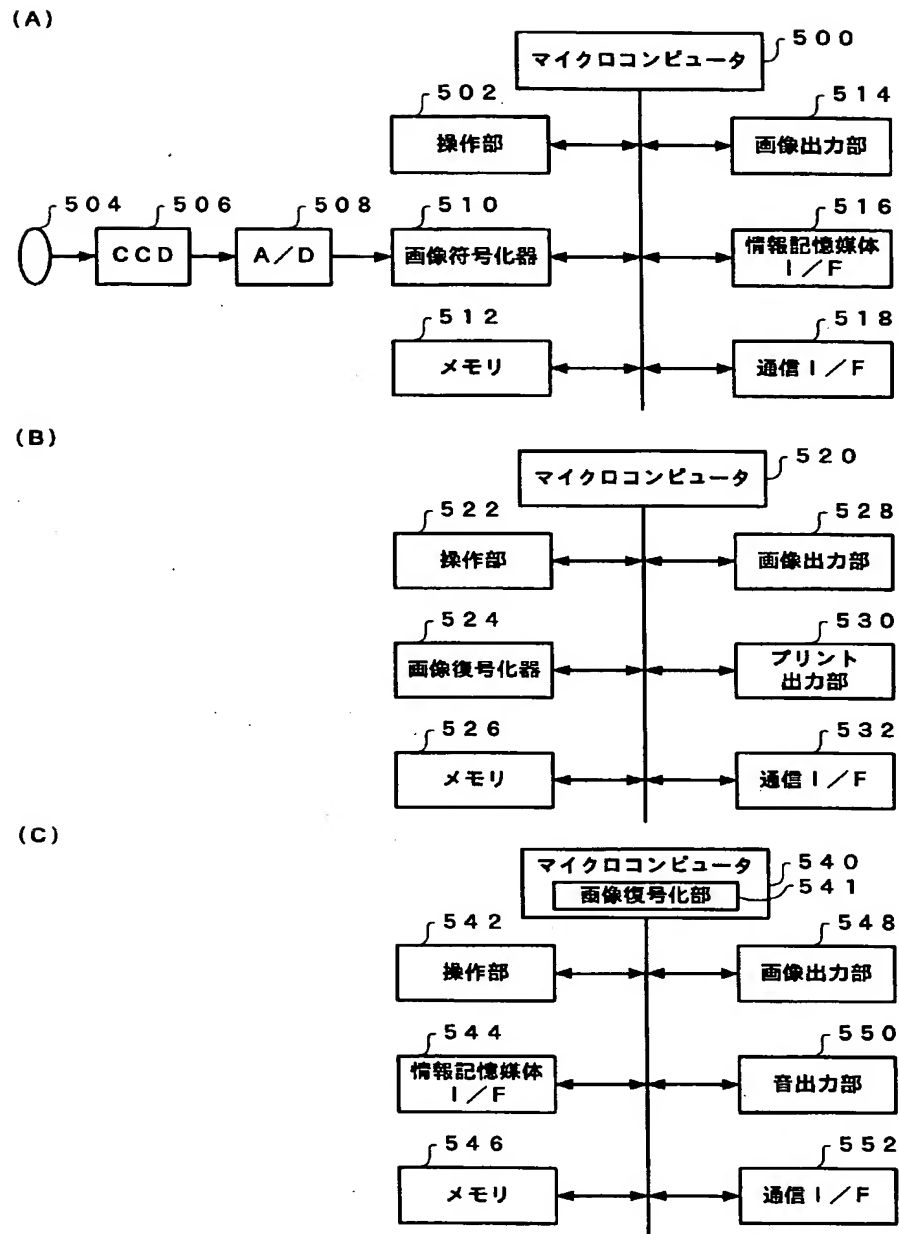 (A)
マイクロコンピュータ
500
502
操作部
514
画像出力部
504
506
CCD
508
A/D
510
画像符号化器
516
情報記憶媒体
I/F
512
メモリ
518
通信I/F
(B)
マイクロコンピュータ
520
522
操作部
528
画像出力部
524
画像復号化器
530
プリント
出力部
526
メモリ
532
通信I/F
(C)
マイクロコンピュータ
540
画像復号化部
541
542
操作部
548
画像出力部
544
情報記憶媒体
I/F
550
音出力部
546
メモリ
552
通信I/F